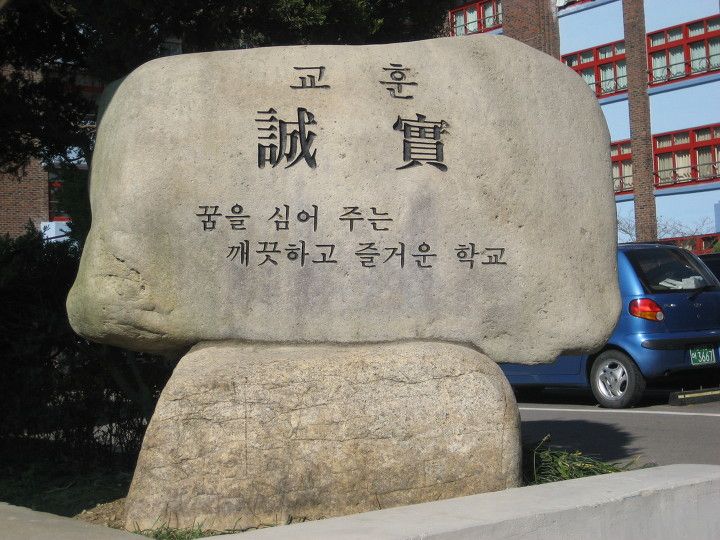 교 훈
誠 實
꿈을 심어 주는
깨끗하고 즐거운 학교
3667